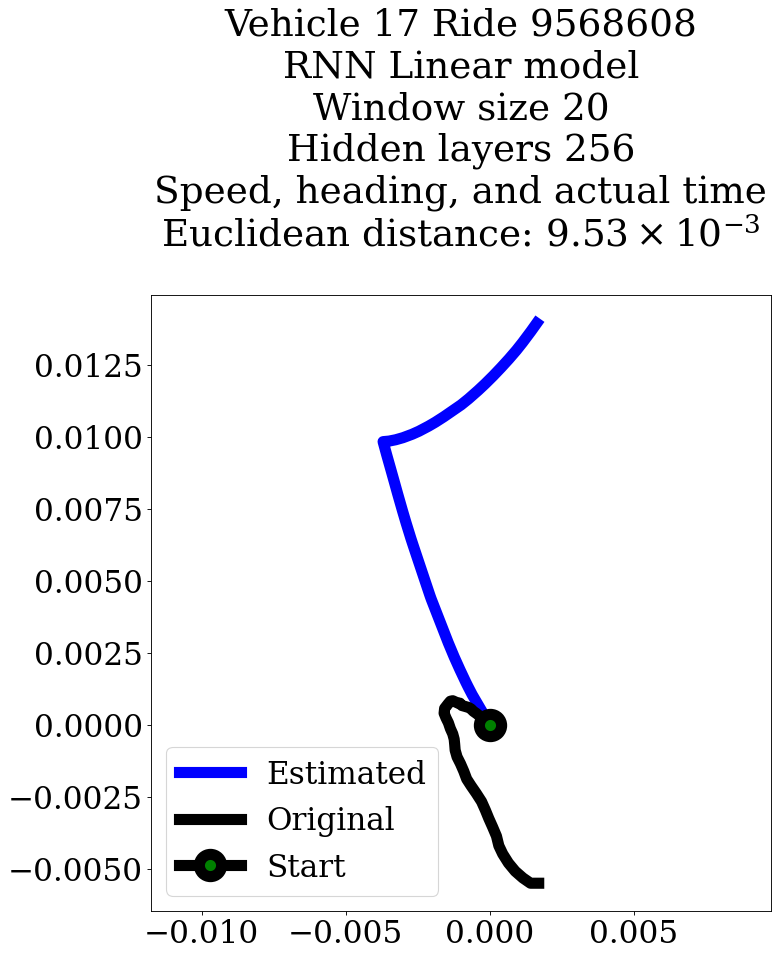 Vehicle 17 Ride 9568608
RNN Linear model
Window size 20
Hidden layers 256
Speed, heading, and actual time
Euclidean distance: 9.53 × 10⁻³
0.0125
0.0100
0.0075
0.0050
0.0025
0.0000
−0.0025
−0.0050
Estimated
Original
Start
−0.010 −0.005 0.000 0.005